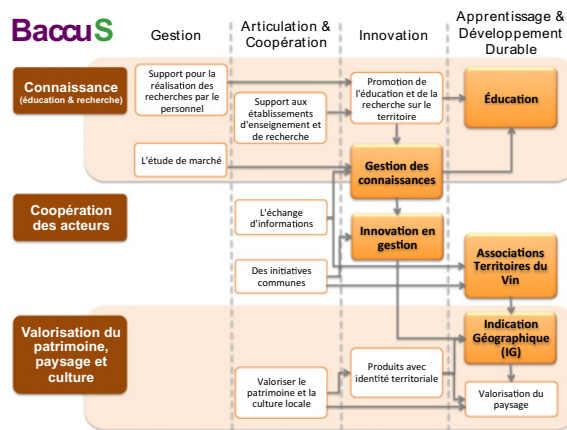 BaccuS
Gestion
Articulation &
Coopération
Innovation
Apprentissage &
Développement
Durable
Connaissance
(éducation & recherche)
Support pour la
réalisation des
recherches par le
personnel
Support aux
établissements
d'enseignement et
de recherche
Promotion de
l'éducation et de la
recherche sur le
territoire
Éducation
L'étude de marché
Gestion des
connaissances
Coopération
des acteurs
L'échange
d'informations
Innovation en
gestion
Des initiatives
communes
Associations
Territoires du
Vin
Valorisation du
patrimoine,
paysage et
culture
Indication
Géographique
(IG)
Valoriser le
patrimoine et la
culture locale
Produits avec
identité territoriale
Valorisation du
paysage